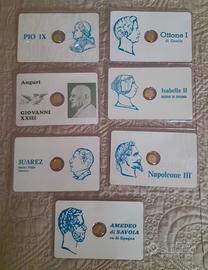 PIO IX
Ottone I
di Grecia
Auguri
GIOVANNI
XXIII
Isabella II
JUAREZ
Napoleone III°
AMEDEO
di SAVOIA
re di Spagna